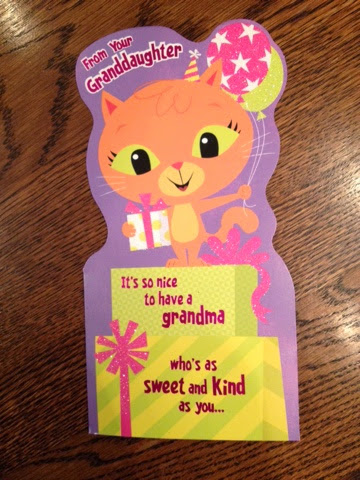 From Your
Granddaughter
It's so nice
to have a
grandma
who's as
sweet and Kind
as you...